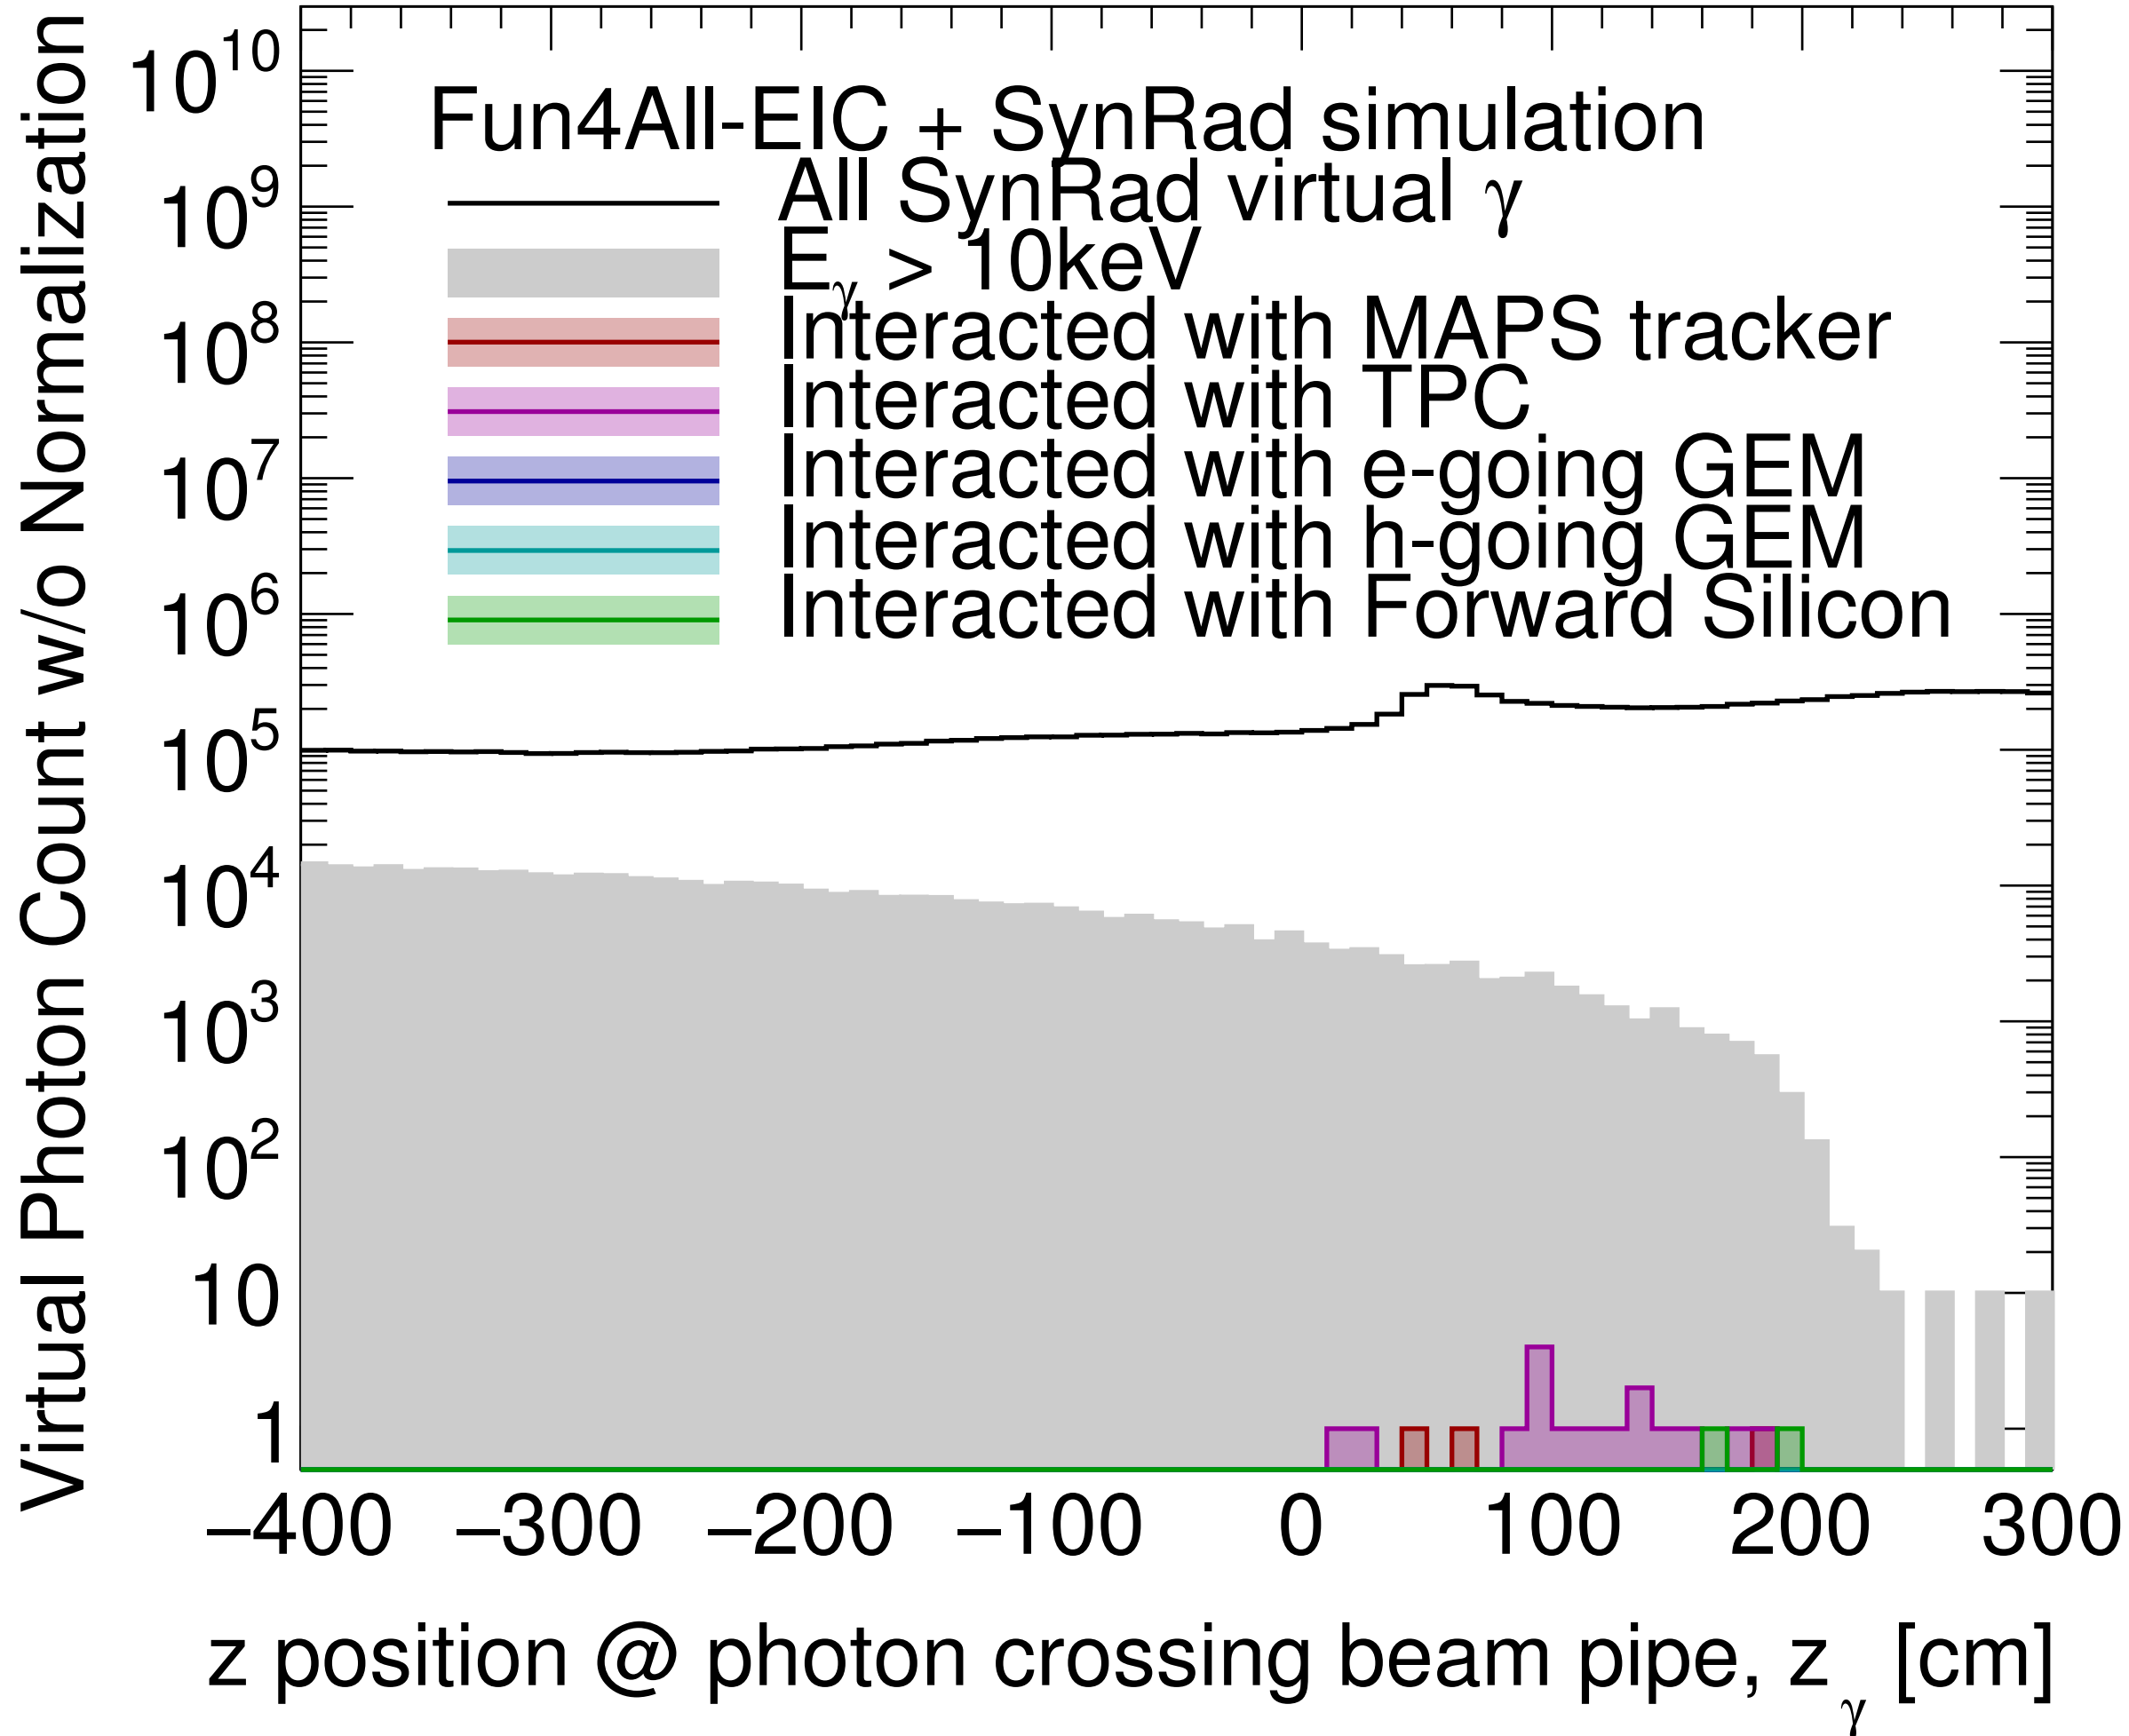 Virtual Photon Count w/o Normalization
10^10
10^9
10^8
10^7
10^6
10^5
10^4
10^3
10^2
10
1
Fun4All-EIC + SynRad simulation
All SynRad virtual γ
E_γ > 10keV
Interacted with MAPS tracker
Interacted with TPC
Interacted with e-going GEM
Interacted with h-going GEM
Interacted with Forward Silicon
−400 −300 −200 −100 0 100 200 300
z position @ photon crossing beam pipe, z_γ [cm]